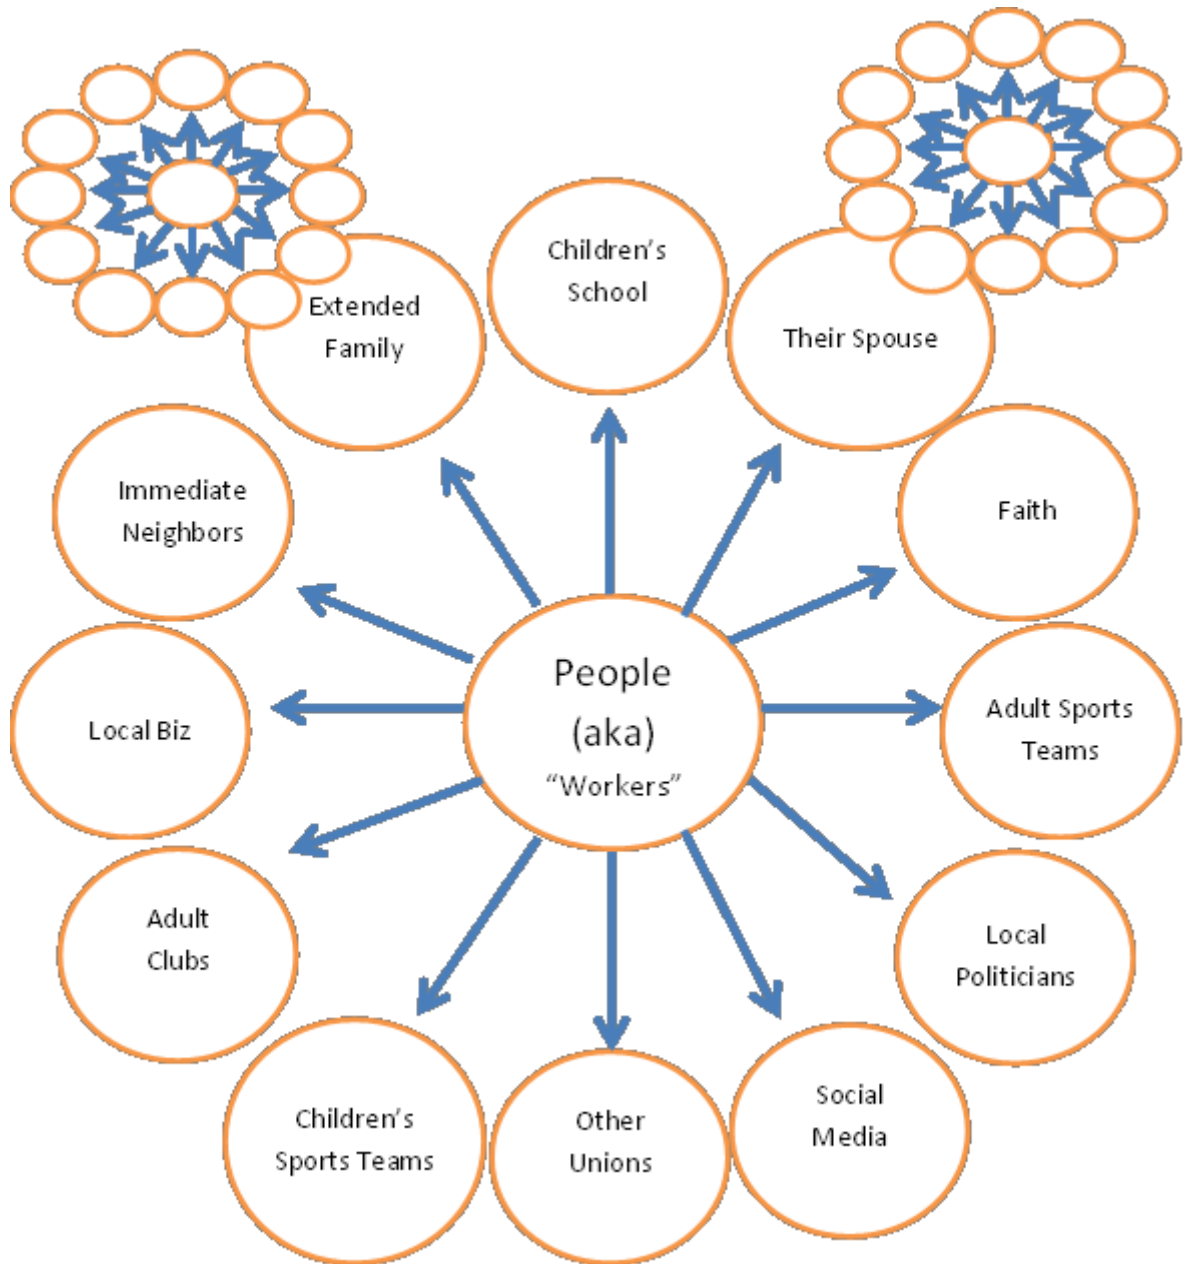 Children's
School
Extended
Family
Their Spouse
Immediate
Neighbors
Faith
People
(aka)
“Workers”
Local Biz
Adult Sports
Teams
Adult
Clubs
Local
Politicians
Children's
Sports Teams
Other
Unions
Social
Media